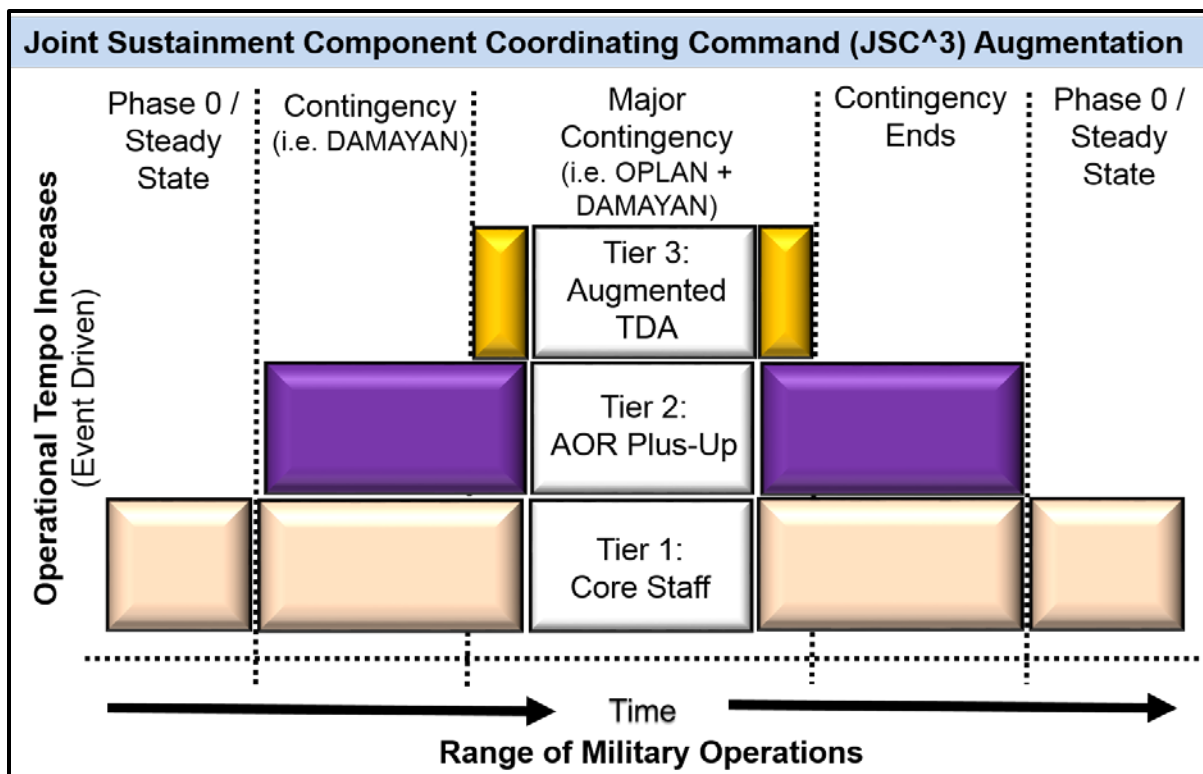 Joint Sustainment Component Coordinating Command (JSC^3) Augmentation
Phase 0 /
Steady
State
Contingency
(i.e. DAMAYAN)
Major
Contingency
(i.e. OPLAN +
DAMAYAN)
Contingency
Ends
Phase 0 /
Steady
State
Operational Tempo Increases
(Event Driven)
Tier 3:
Augmented
TDA
Tier 2:
AOR Plus-Up
Tier 1:
Core Staff
Time
Range of Military Operations